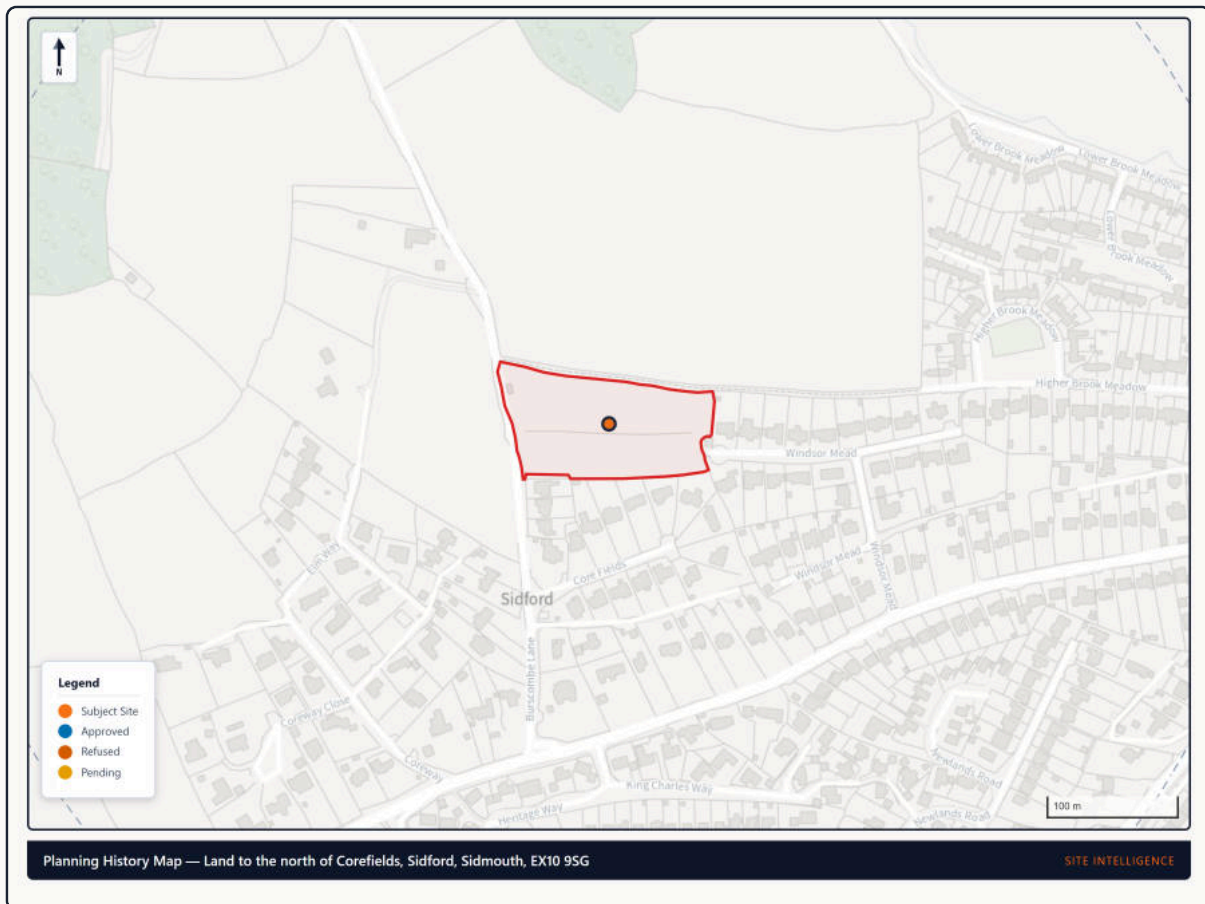 N
Lower Brook Meadow
Lower Brook Meadow
Lower Brook Meadow
Higher Brook Meadow
Higher Brook Meadow
Windsor Mead
Elm Way
Core Fields
Windsor Mead
Windsor Mead
Sidford
Burscombe Lane
Coreway Close
Coreway
King Charles Way
Heritage Way
Newlands Road
Newlands Road
Legend
Subject Site
Approved
Refused
Pending
100 m
Planning History Map — Land to the north of Corefields, Sidford, Sidmouth, EX10 9SG
SITE INTELLIGENCE